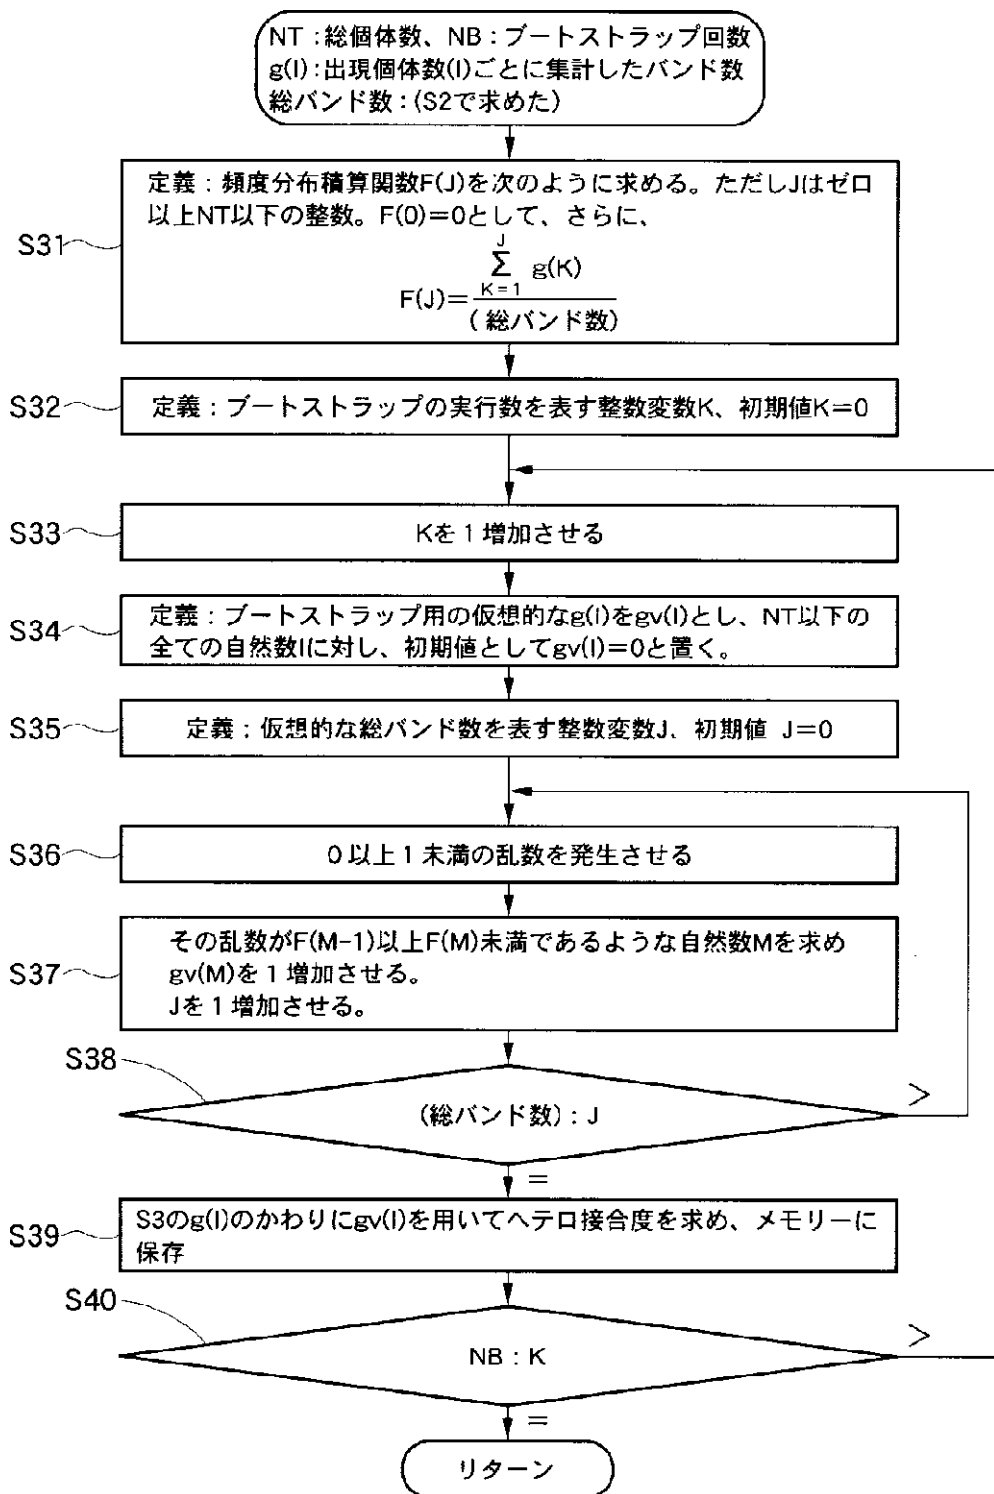 NT：総個体数、NB：ブートストラップ回数
g(I)：出現個体数(I)ごとに集計したバンド数
総バンド数：(S2で求めた)
S31
定義：頻度分布積算関数F(J)を次のように求める。ただしJはゼロ
以上NT以下の整数。F(0)＝0として、さらに、
J
Σ g(K)
K＝1
F(J)＝
(総バンド数)
S32
定義：ブートストラップの実行数を表す整数変数K、初期値K＝0
S33
Kを1増加させる
S34
定義：ブートストラップ用の仮想的なg(I)をgv(I)とし、NT以下の
全ての自然数Iに対し、初期値としてgv(I)＝0と置く。
S35
定義：仮想的な総バンド数を表す整数変数J、初期値 J＝0
S36
0以上1未満の乱数を発生させる
S37
その乱数がF(M-1)以上F(M)未満であるような自然数Mを求め
gv(M)を1増加させる。
Jを1増加させる。
S38
(総バンド数)：J
＞
＝
S39
S3のg(I)のかわりにgv(I)を用いてヘテロ接合度を求め、メモリーに
保存
S40
NB：K
＞
＝
リターン